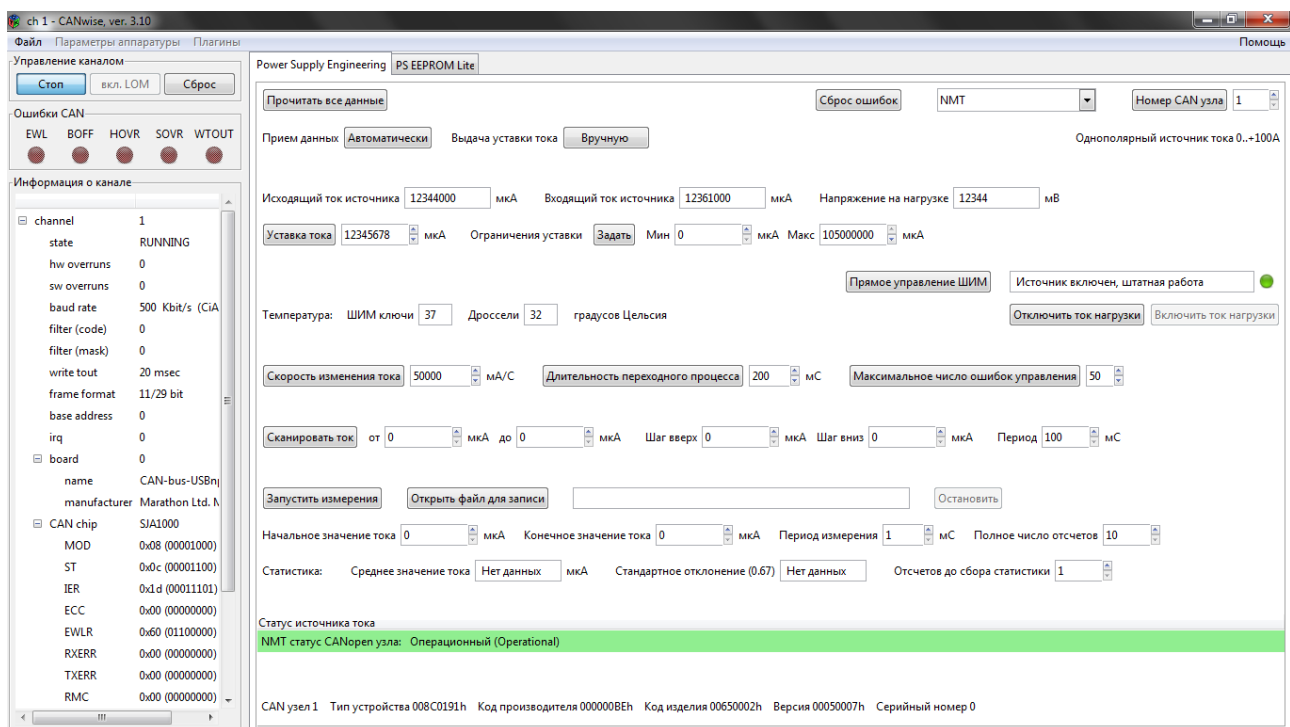 ch 1 - CANwise, ver. 3.10
Файл Параметры аппаратуры Плагины Помощь
Управление каналом
Стоп вкл. LOM Сброс
Ошибки CAN
EWL BOFF HOVR SOVR WTOUT
Информация о канале
channel 1
state RUNNING
hw overruns 0
sw overruns 0
baud rate 500 Kbit/s (CiA
filter (code) 0
filter (mask) 0
write tout 20 msec
frame format 11/29 bit
base address 0
irq 0
board 0
name CAN-bus-USBnp
manufacturer Marathon Ltd. N
CAN chip SJA1000
MOD 0x08 (00001000)
ST 0x0c (00001100)
IER 0x1d (00011101)
ECC 0x00 (00000000)
EWLR 0x60 (01100000)
RXERR 0x00 (00000000)
TXERR 0x00 (00000000)
RMC 0x00 (00000000)
Power Supply Engineering PS EEPROM Lite
Прочитать все данные Сброс ошибок NMT Номер CAN узла 1
Прием данных Автоматически Выдача уставки тока Вручную Однополярный источник тока 0..+100А
Исходящий ток источника 12344000 мкА Входящий ток источника 12361000 мкА Напряжение на нагрузке 12344 мВ
Уставка тока 12345678 мкА Ограничения уставки Задать Мин 0 мкА Макс 105000000 мкА
Прямое управление ШИМ Источник включен, штатная работа
Температура: ШИМ ключи 37 Дроссели 32 градусов Цельсия Отключить ток нагрузки Включить ток нагрузки
Скорость изменения тока 50000 мА/С Длительность переходного процесса 200 мС Максимальное число ошибок управления 50
Сканировать ток от 0 мкА до 0 мкА Шаг вверх 0 мкА Шаг вниз 0 мкА Период 100 мС
Запустить измерения Открыть файл для записи Остановить
Начальное значение тока 0 мкА Конечное значение тока 0 мкА Период измерения 1 мС Полное число отсчетов 10
Статистика: Среднее значение тока Нет данных мкА Стандартное отклонение (0.67) Нет данных Отсчетов до сбора статистики 1
Статус источника тока
NMT статус CANopen узла: Операционный (Operational)
CAN узел 1 Тип устройства 008C0191h Код производителя 000000BEh Код изделия 00650002h Версия 00050007h Серийный номер 0